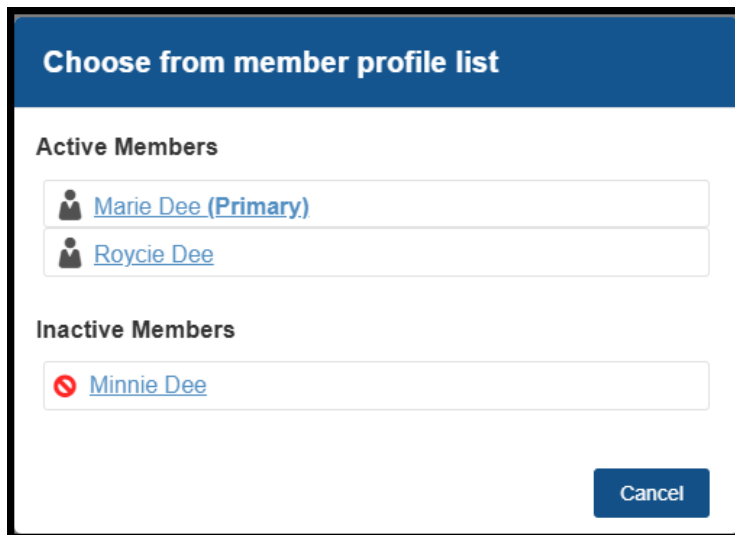 Choose from member profile list
Active Members
Marie Dee (Primary)
Roycie Dee
Inactive Members
Minnie Dee
Cancel